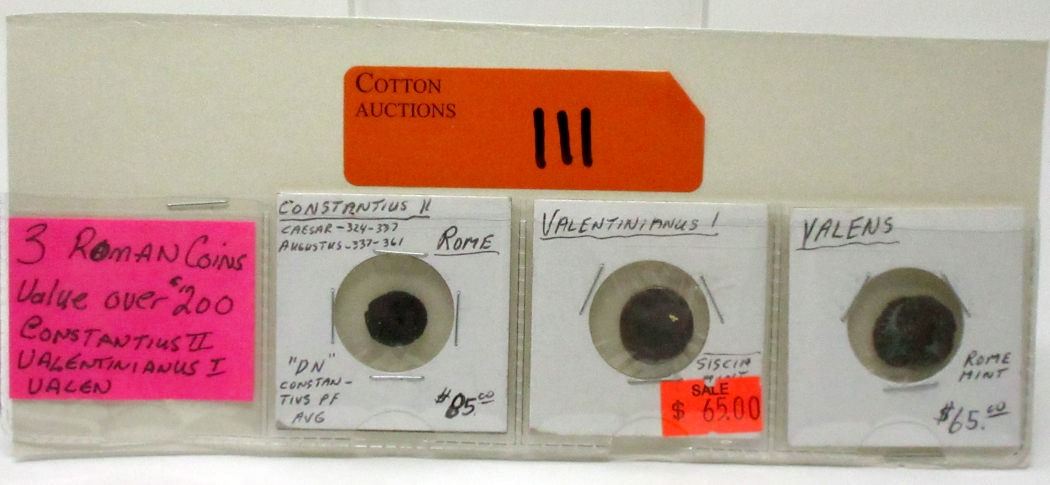 COTTON
AUCTIONS
111
3 ROMAN COINS
Value over $200
CONSTANTIUS II
VALENTINIANUS I
VALEN
CONSTANTIUS II
CAESAR-324-337
AUGUSTUS-337-361
ROME
"DN"
CONSTAN-
TIUS PF
AVG
$85.00
VALENTINIANUS I
SISCIA
SALE
$ 65.00
VALENS
ROME
MINT
$65.00